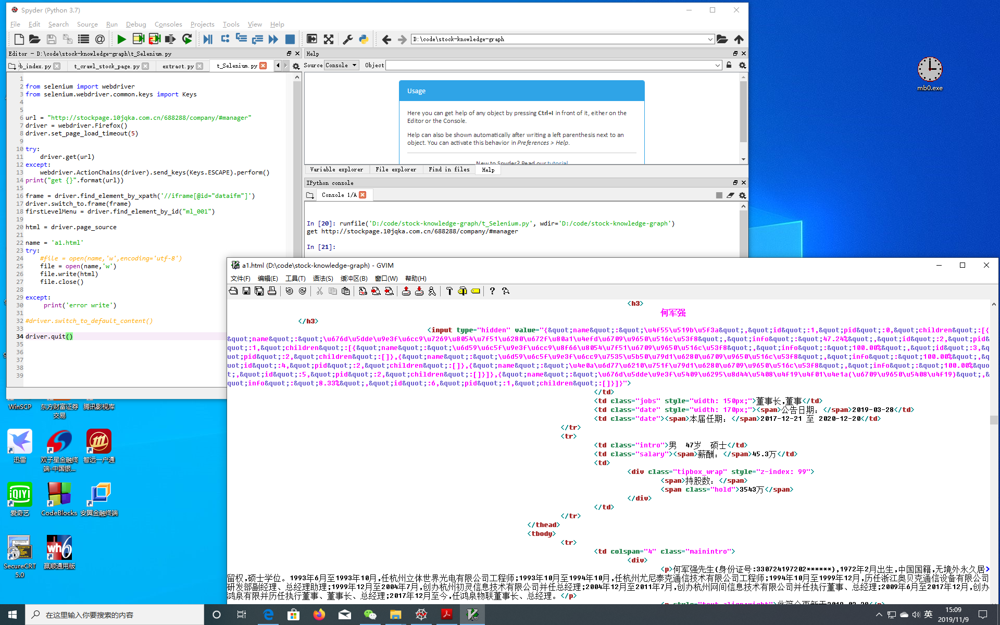 Spyder (Python 3.7)
File Edit Search Source Run Debug Consoles Projects Tools View Help
D:\code\stock-knowledge-graph
Editor - D:\code\stock-knowledge-graph\t_Selenium.py
b_index.py t_crawl_stock_page.py extract.py t_Selenium.py
1
2 from selenium import webdriver
3 from selenium.webdriver.common.keys import Keys
4
5
6 url = "http://stockpage.10jqka.com.cn/688288/company/#manager"
7 driver = webdriver.Firefox()
8 driver.set_page_load_timeout(5)
9
10 try:
11 driver.get(url)
12 except:
13 webdriver.ActionChains(driver).send_keys(Keys.ESCAPE).perform()
14 print("get {}".format(url))
15
16 frame = driver.find_element_by_xpath('//iframe[@id="dataifm"]')
17 driver.switch_to.frame(frame)
18 firstLevelMenu = driver.find_element_by_id("ml_001")
19
20 html = driver.page_source
21
22 name = 'a1.html'
23 try:
24 #file = open(name,'w',encoding='utf-8')
25 file = open(name,'w')
26 file.write(html)
27 file.close()
28
29 except:
30 print('error write')
31
32 #driver.switch_to_default_content()
33
34 driver.quit()
35
36
37
38
39
Help
Source Console Object
Usage
Here you can get help of any object by pressing Ctrl+I in front of it, either on the
Editor or the Console.
Help can also be shown automatically after writing a left parenthesis next to an
object. You can activate this behavior in Preferences > Help.
New to Spyder? Read our tutorial
Variable explorer File explorer Find in files Help
IPython console
Console 1/A
In [20]: runfile('D:/code/stock-knowledge-graph/t_Selenium.py', wdir='D:/code/stock-knowledge-graph')
get http://stockpage.10jqka.com.cn/688288/company/#manager
In [21]:
mb0.exe
a1.html (D:\code\stock-knowledge-graph) - GVIM
文件(F) 编辑(E) 工具(T) 语法(S) 缓冲区(B) 窗口(W) 帮助(H)
<h3>
何军强
</h3>
<input type="hidden" value="{&quot;name&quot;:&quot;\u4f55\u519b\u5f3a&quot;,&quot;id&quot;:1,&quot;pid&quot;:0,&quot;children&quot;:[{&
quot;name&quot;:&quot;\u676d\u5dde\u9e3f\u6cc9\u7269\u8054\u7f51\u6280\u672f\u80a1\u4efd\u6709\u9650\u516c\u53f8&quot;,&quot;info&quot;:&quot;47.24%&quot;,&quot;id&quot;:2,&quot;pid&
quot;:1,&quot;children&quot;:[{&quot;name&quot;:&quot;\u6d59\u6c5f\u9e3f\u6cc9\u8f66\u8054\u7f51\u6709\u9650\u516c\u53f8&quot;,&quot;info&quot;:&quot;100.00%&quot;,&quot;id&quot;:3,&
quot;pid&quot;:2,&quot;children&quot;:[]},{&quot;name&quot;:&quot;\u6d59\u6c5f\u9e3f\u6cc9\u7535\u5b50\u79d1\u6280\u6709\u9650\u516c\u53f8&quot;,&quot;info&quot;:&quot;100.00%&quot;,&q
uot;id&quot;:4,&quot;pid&quot;:2,&quot;children&quot;:[]},{&quot;name&quot;:&quot;\u4e0a\u6d77\u6210\u751f\u79d1\u6280\u6709\u9650\u516c\u53f8&quot;,&quot;info&quot;:&quot;100.00%&quo
t;,&quot;id&quot;:5,&quot;pid&quot;:2,&quot;children&quot;:[]}]},{&quot;name&quot;:&quot;\u676d\u5dde\u9e3f\u5409\u6295\u8d44\u5408\u4f19\u4f01\u4e1a(\u6709\u9650\u5408\u4f19)&quot;,&
quot;info&quot;:&quot;8.33%&quot;,&quot;id&quot;:6,&quot;pid&quot;:1,&quot;children&quot;:[]}]}">
</td>
<td class="jobs" style="width: 150px;">董事长,董事</td>
<td class="date" style="width: 170px;"><span>公告日期：</span>2019-03-28</td>
<td class="date"><span>本届任期：</span>2017-12-21 至 2020-12-20</td>
</tr>
<tr>
<td class="intro">男 47岁 硕士</td>
<td class="salary"><span>薪酬：</span>45.3万</td>
<td>
<div class="tipbox_wrap" style="z-index: 99">
<span>持股数：</span>
<span class="hold">3543万</span>
</div>
</td>
</tr>
</thead>
<tbody>
<tr>
<td colspan="4" class="mainintro">
<div>
<p>何军强先生(身份证号:330724197202******),1972年2月出生,中国国籍,无境外永久居>
留权,硕士学位。1993年6月至1993年10月,任杭州立体世界光电有限公司工程师;1993年10月至1994年10月,任杭州尤尼泰克通信技术有限公司工程师;1994年10月至1999年12月,历任浙江奥贝克通信设备有限公司
研发部副经理、总经理助理;1999年12月至2004年7月,创办杭州初灵信息技术有限公司并任总经理;2004年12月至2011年7月,创办杭州网间信息技术有限公司并任执行董事、总经理;2009年6月至2017年12月,创办
鸿泉有限并历任执行董事、董事长、总经理;2017年12月至今,任鸿泉物联董事长、总经理。</p>
WinSCP 东方财富证券交易 腾讯影视库
迅雷 双子星金融终端-中国银... 智远一户通
爱奇艺 CodeBlocks 安翼金融终端
SecureCRT 5.0 赢顺通用版
在这里输入你要搜索的内容
英
15:09
2019/11/9